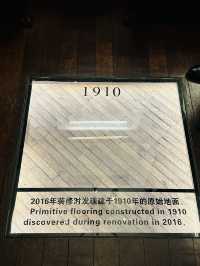 1910
2016年装修时发现建于1910年的原始地面
Primitive flooring constructed in 1910
discovered during renovation in 2016.